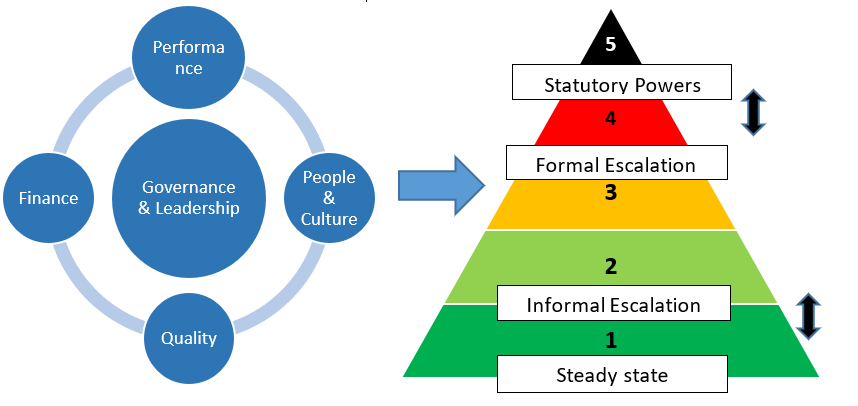 Performa
nce
Finance
Governance
& Leadership
People
&
Culture
Quality
5
Statutory Powers
4
Formal Escalation
3
2
Informal Escalation
1
Steady state